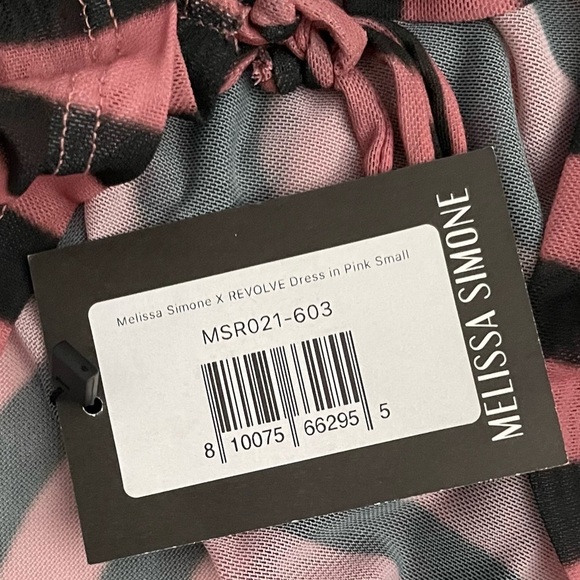 Melissa Simone X REVOLVE Dress in Pink Small
MSR021-603
8 10075 66295 5
MELISSA SIMONE